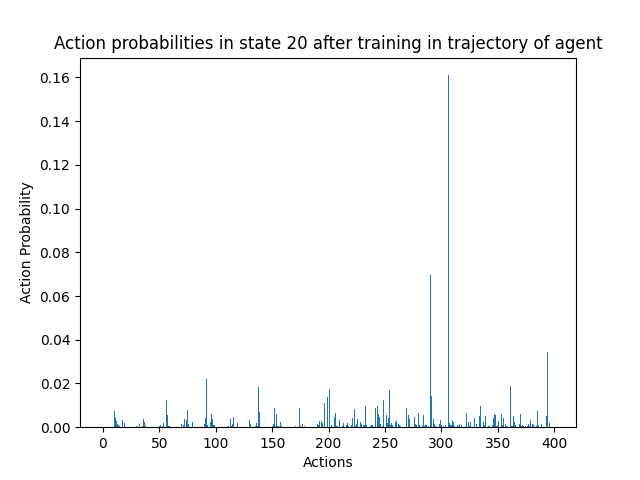 Action probabilities in state 20 after training in trajectory of agent
0.16
0.14
0.12
0.10
0.08
0.06
0.04
0.02
0.00
Action Probability
0 50 100 150 200 250 300 350 400
Actions